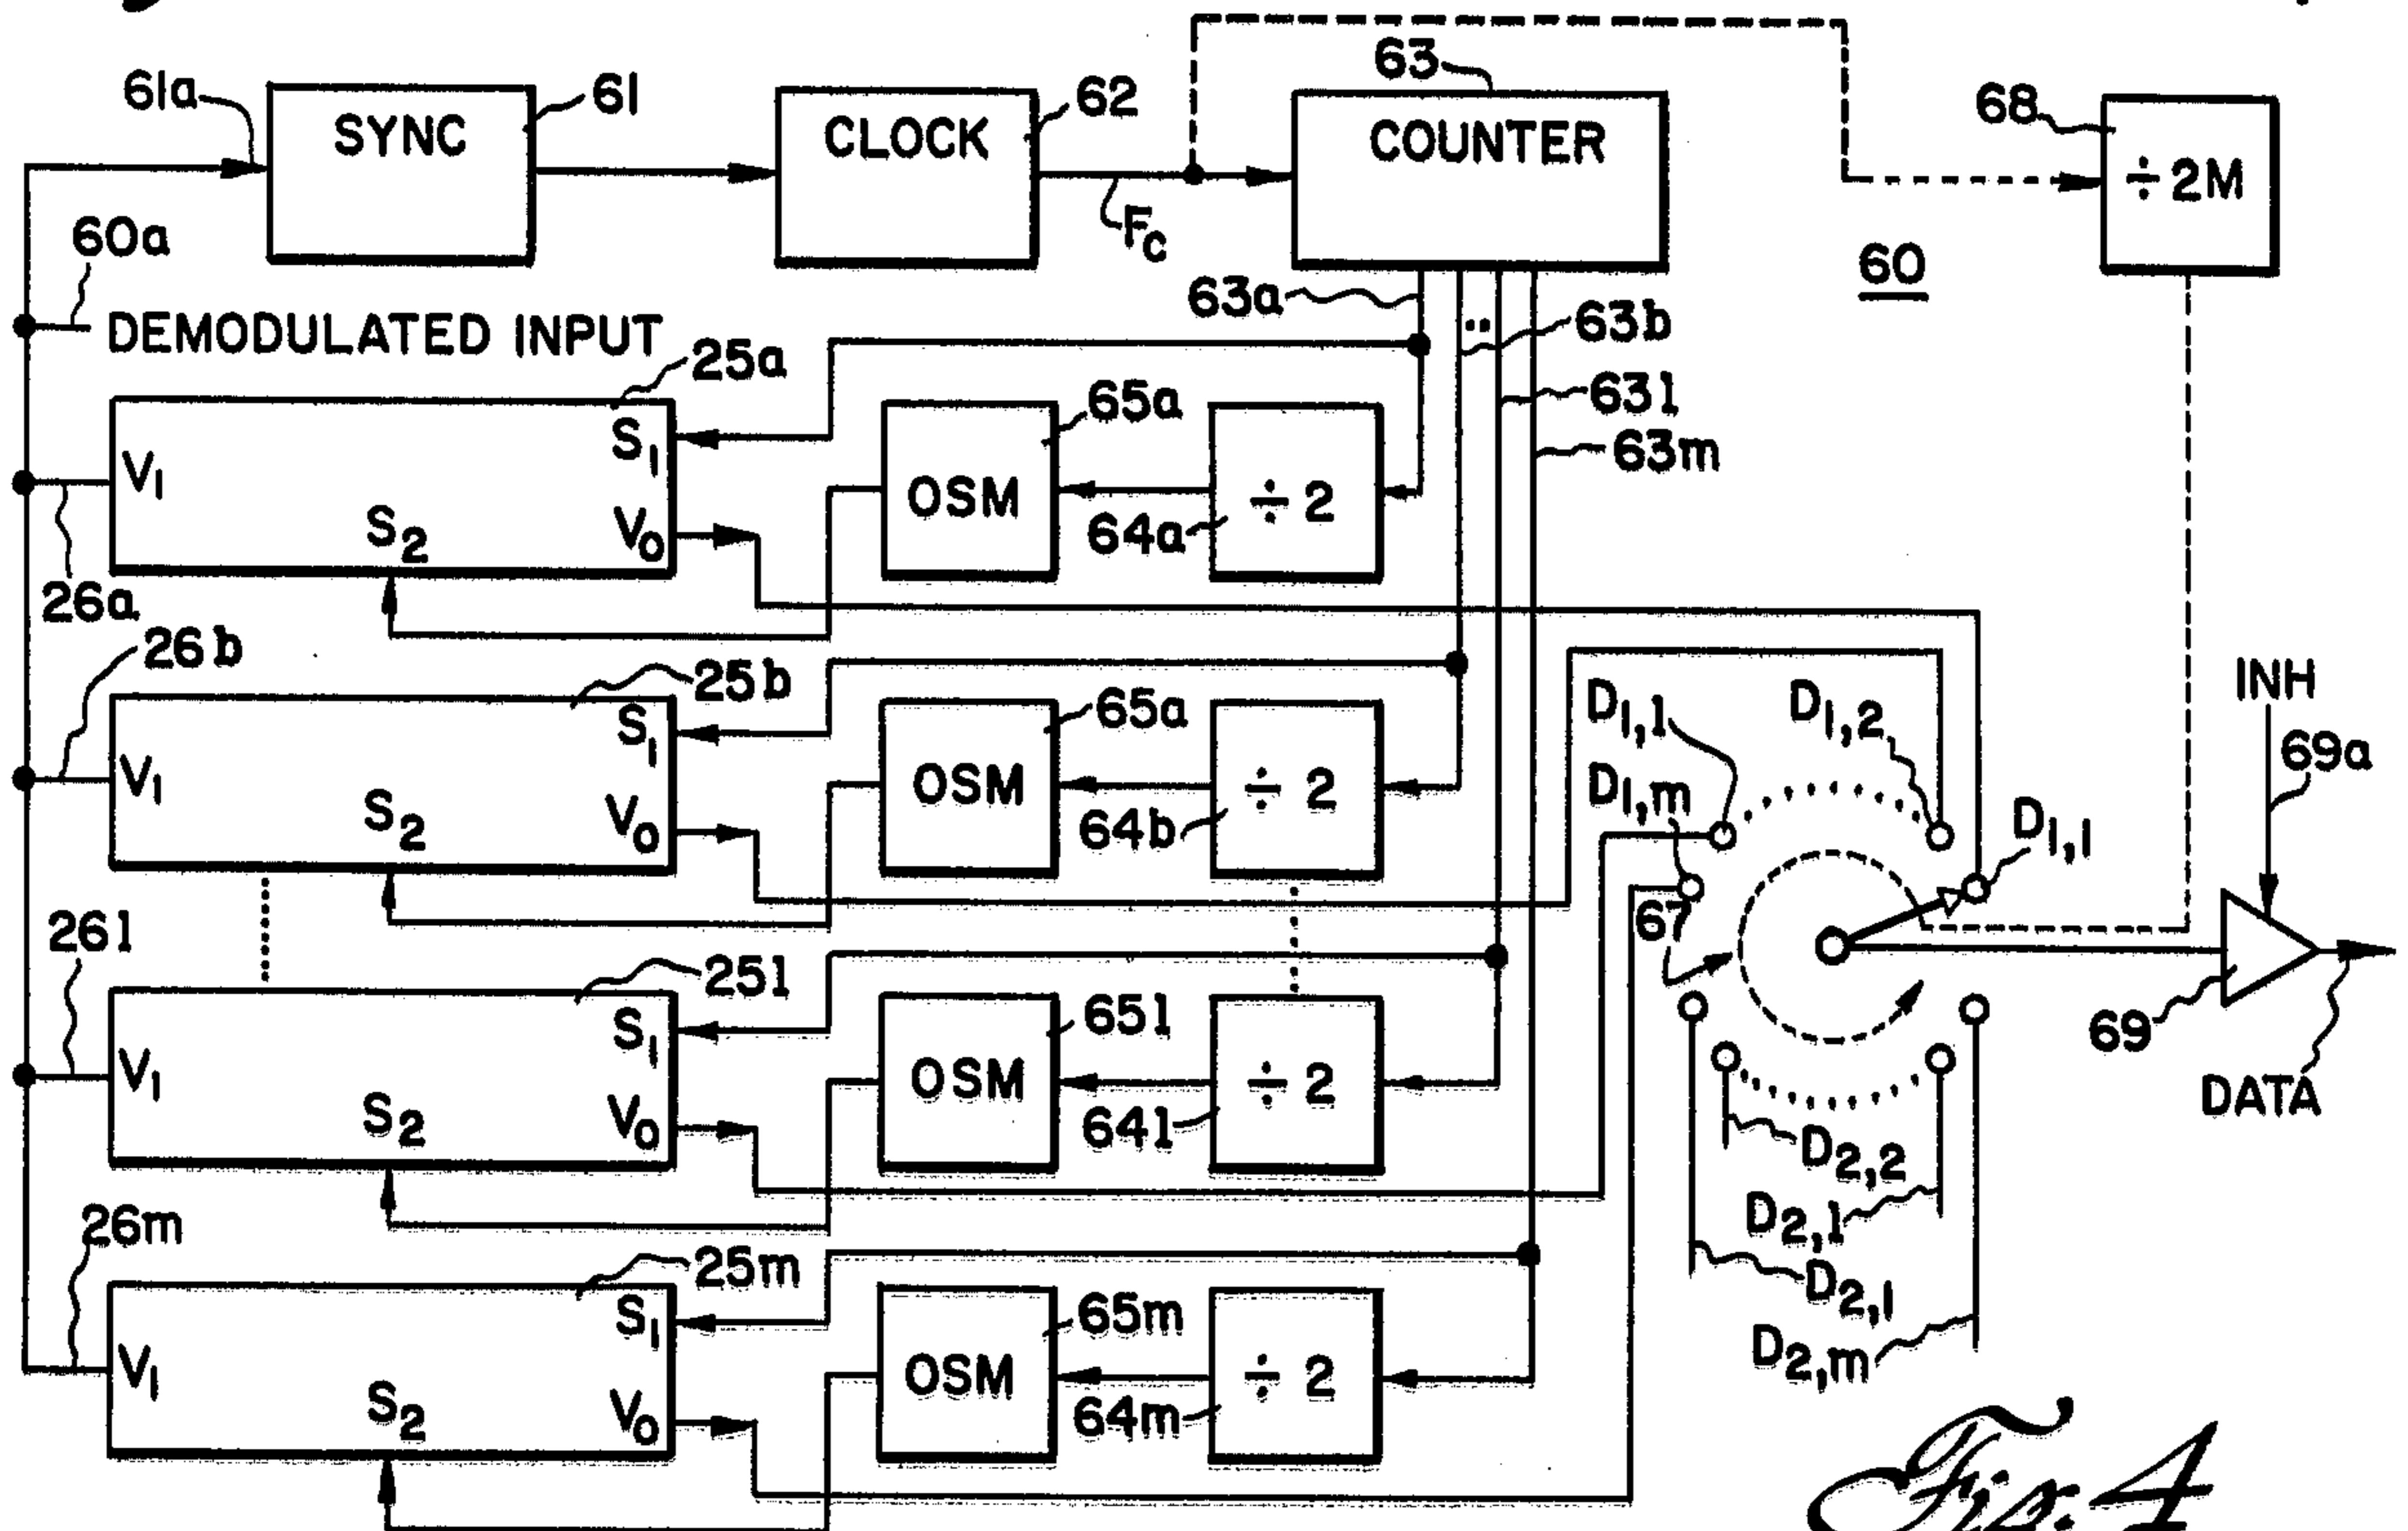 63
61a
SYNC
61
CLOCK
62
COUNTER
68
÷2M
60a
F_C
60
DEMODULATED INPUT
63a
63b
25a
631
63m
V₁
S₁
S₂
V₀
65a
OSM
64a
÷ 2
26a
26b
25b
V₁
S₁
S₂
V₀
65a
OSM
64b
÷ 2
D₁,₁
D₁,₂
INH
69a
D₁,m
D₁,₁
67
261
251
V₁
S₁
S₂
V₀
651
OSM
641
÷ 2
69
DATA
D₂,₂
D₂,₁
D₂,₁
D₂,m
26m
25m
V₁
S₁
S₂
V₀
65m
OSM
64m
÷ 2
Fig. 4